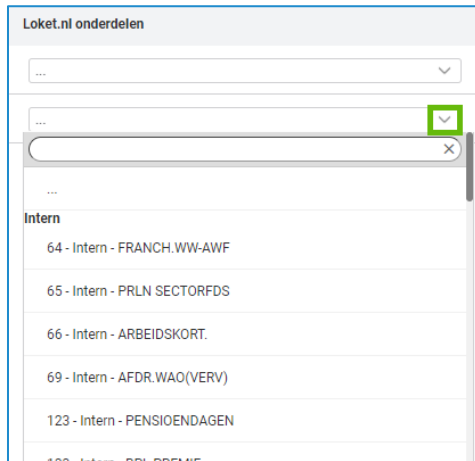 Loket.nl onderdelen
...
...
...
Intern
64 - Intern - FRANCH.WW-AWF
65 - Intern - PRLN SECTORFDS
66 - Intern - ARBEIDSKORT.
69 - Intern - AFDR.WAO(VERV)
123 - Intern - PENSIOENDAGEN